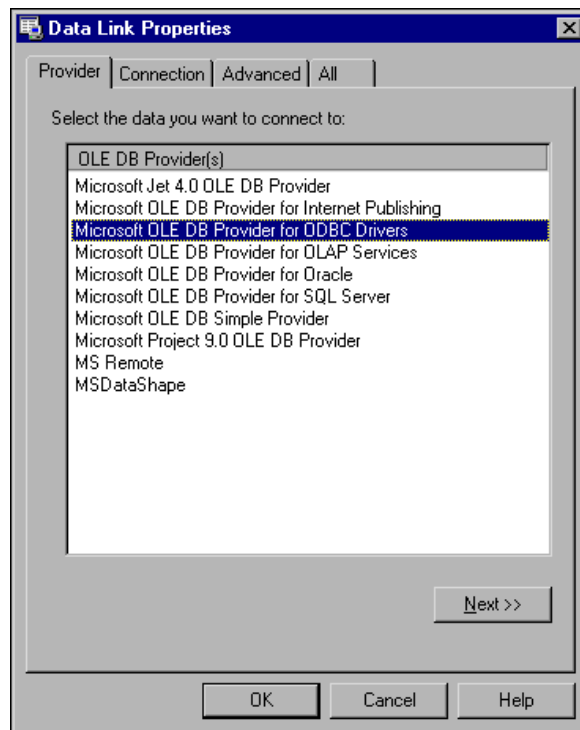 Data Link Properties
Provider Connection Advanced All
Select the data you want to connect to:
OLE DB Provider(s)
Microsoft Jet 4.0 OLE DB Provider
Microsoft OLE DB Provider for Internet Publishing
Microsoft OLE DB Provider for ODBC Drivers
Microsoft OLE DB Provider for OLAP Services
Microsoft OLE DB Provider for Oracle
Microsoft OLE DB Provider for SQL Server
Microsoft OLE DB Simple Provider
Microsoft Project 9.0 OLE DB Provider
MS Remote
MSDataShape
Next >>
OK Cancel Help